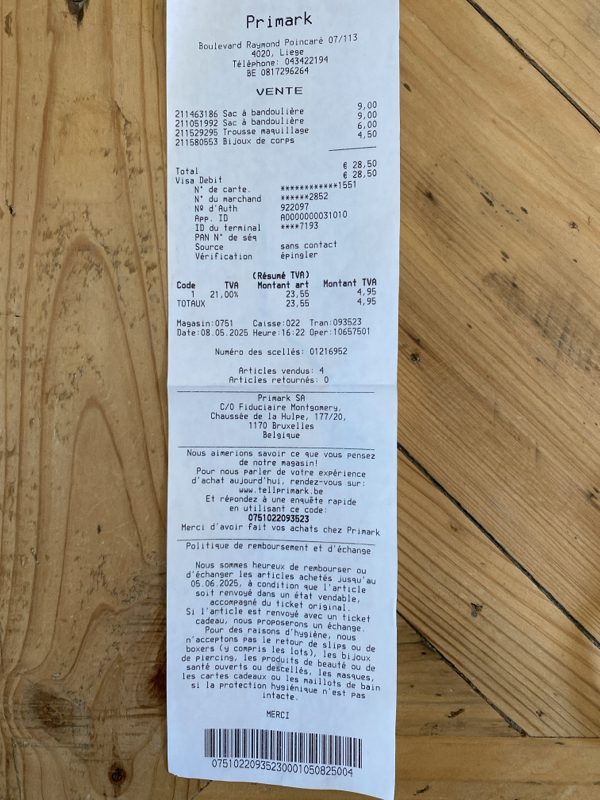 Primark
Boulevard Raymond Poincaré 07/113
4020, Liege
Téléphone: 043422194
BE 0817296264
VENTE
211463186 Sac à bandoulière 9,00
211051992 Sac à bandoulière 9,00
211529295 Trousse maquillage 6,00
211580553 Bijoux de corps 4,50
Total € 28,50
Visa Debit € 28,50
N° de carte. ************1551
N° du marchand ******2852
Nº d'Auth 922097
App. ID A0000000031010
ID du terminal ****7193
PAN N° de séq
Source sans contact
Vérification épingler
(Résumé TVA)
Code TVA Montant art Montant TVA
1 21,00% 23,55 4,95
TOTAUX 23,55 4,95
Magasin:0751 Caisse:022 Tran:093523
Date:08.05.2025 Heure:16:22 Oper:10657501
Numéro des scellés: 01216952
Articles vendus: 4
Articles retournés: 0
Primark SA
C/O Fiduciaire Montgomery,
Chaussée de la Hulpe, 177/20,
1170 Bruxelles
Belgique
Nous aimerions savoir ce que vous pensez
de notre magasin!
Pour nous parler de votre expérience
d'achat aujourd'hui, rendez-vous sur:
www.tellprimark.be
Et répondez à une enquête rapide
en utilisant ce code:
0751022093523
Merci d'avoir fait vos achats chez Primark
Politique de remboursement et d'échange
Nous sommes heureux de rembourser ou
d'échanger les articles achetés jusqu'au
05.06.2025, à condition que l'article
soit renvoyé dans un état vendable,
accompagné du ticket original.
Si l'article est renvoyé avec un ticket
cadeau, nous proposerons un échange.
Pour des raisons d'hygiène, nous
n'acceptons pas le retour de slips ou de
boxers (y compris les lots), les bijoux
de piercing, les produits de beauté ou de
santé ouverts ou descellés, les masques,
les cartes cadeaux ou les maillots de bain
si la protection hygiénique n'est pas
intacte.
MERCI
07510220935230001050825004